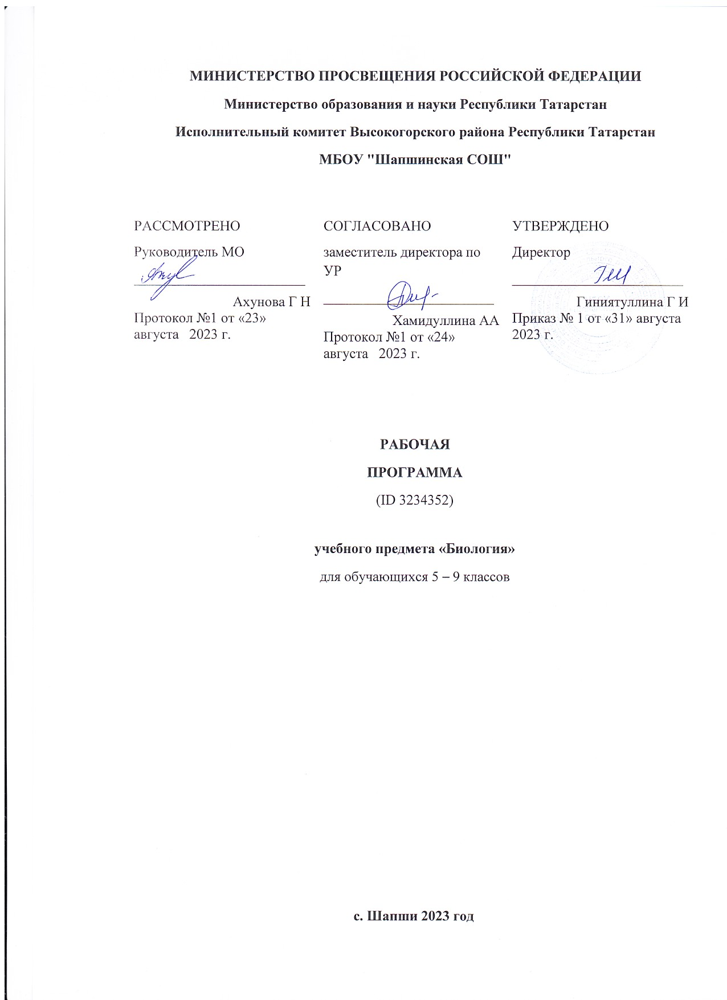 МИНИСТЕРСТВО ПРОСВЕЩЕНИЯ РОССИЙСКОЙ ФЕДЕРАЦИИ
Министерство образования и науки Республики Татарстан
Исполнительный комитет Высокогорского района Республики Татарстан
МБОУ "Шапшинская СОШ"
РАССМОТРЕНО
Руководитель МО
Ахунова Г Н
Протокол №1 от «23»
августа 2023 г.
СОГЛАСОВАНО
заместитель директора по
УР
Хамидуллина АА
Протокол №1 от «24»
августа 2023 г.
УТВЕРЖДЕНО
Директор
Гиниятуллина Г И
Приказ № 1 от «31» августа
2023 г.
РАБОЧАЯ
ПРОГРАММА
(ID 3234352)
учебного предмета «Биология»
для обучающихся 5 – 9 классов
с. Шапши 2023 год